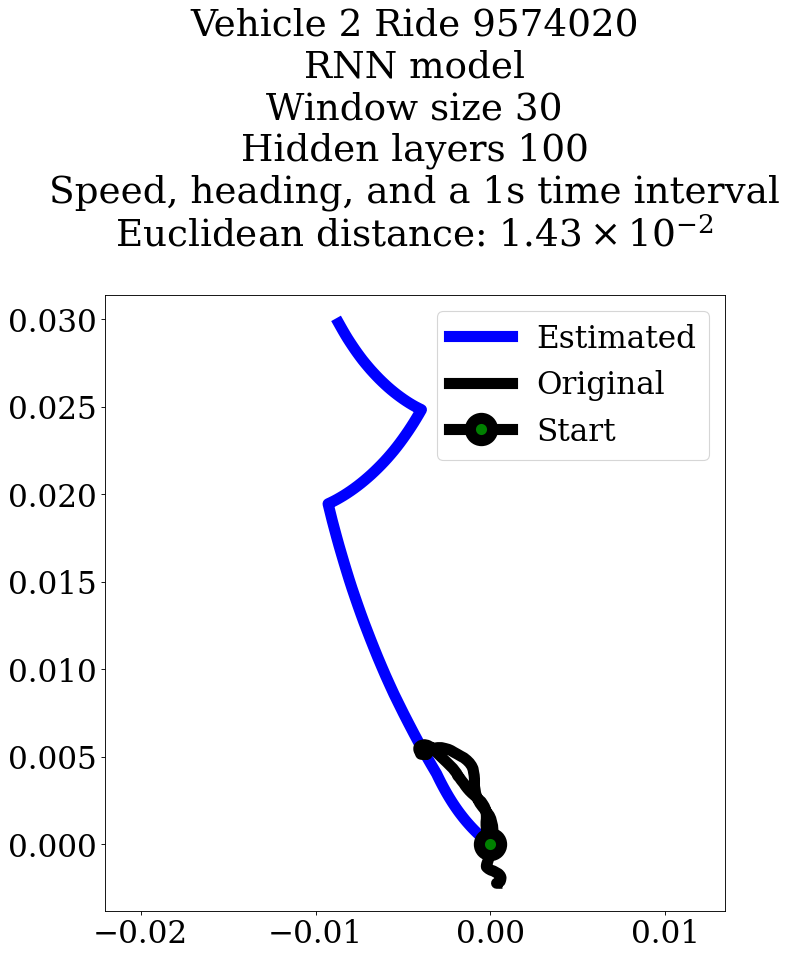 Vehicle 2 Ride 9574020
RNN model
Window size 30
Hidden layers 100
Speed, heading, and a 1s time interval
Euclidean distance: 1.43 × 10⁻²
Estimated
Original
Start
0.030
0.025
0.020
0.015
0.010
0.005
0.000
−0.02 −0.01 0.00 0.01